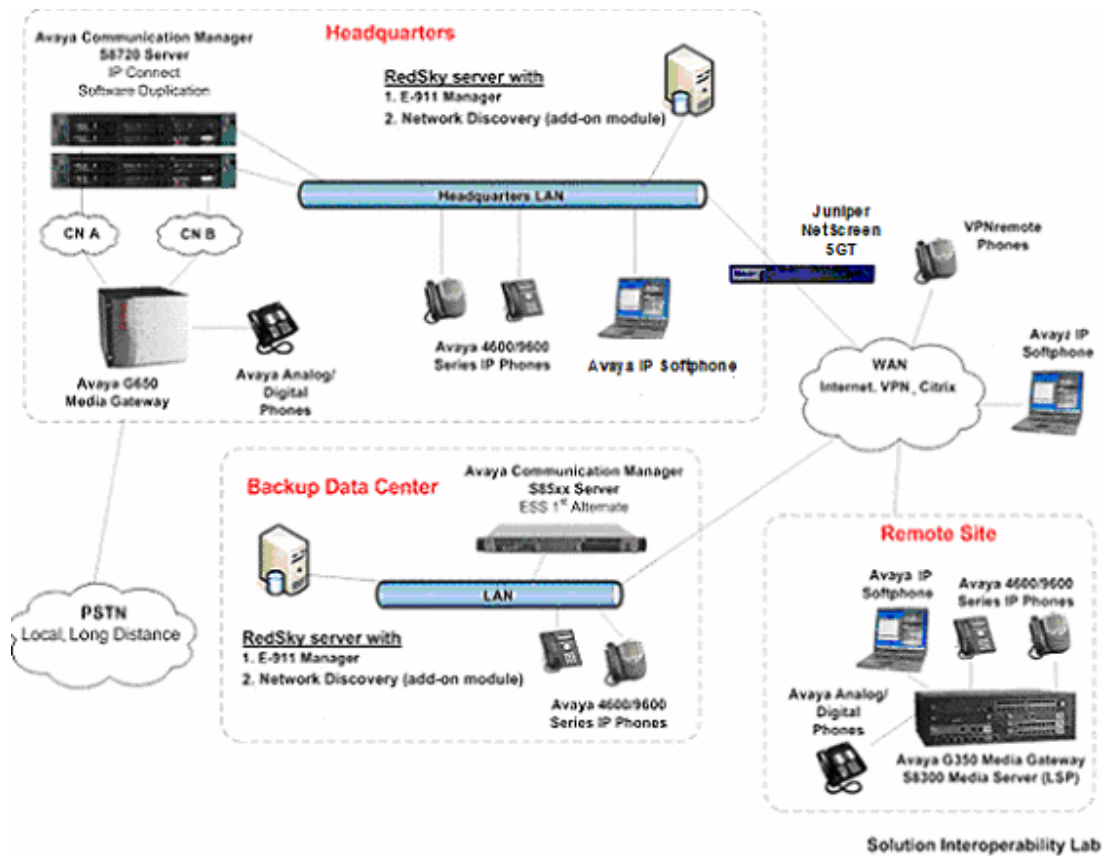 Avaya Communication Manager
S8720 Server
IP Connect
Software Duplication
Headquarters
RedSky server with
1. E-911 Manager
2. Network Discovery (add-on module)
Headquarters LAN
CN A
CN B
Juniper
NetScreen
5GT
VPNremote
Phones
Avaya G650
Media Gateway
Avaya Analog/
Digital
Phones
Avaya 4600/9600
Series IP Phones
Avaya IP Softphone
WAN
Internet, VPN, Citrix
Avaya IP
Softphone
Backup Data Center
Avaya Communication Manager
S85xx Server
ESS 1st Alternate
LAN
RedSky server with
1. E-911 Manager
2. Network Discovery (add-on module)
Avaya 4600/9600
Series IP Phones
PSTN
Local, Long Distance
Remote Site
Avaya IP
Softphone
Avaya 4600/9600
Series IP Phones
Avaya Analog/
Digital
Phones
Avaya G350 Media Gateway
S8300 Media Server (LSP)
Solution Interoperability Lab